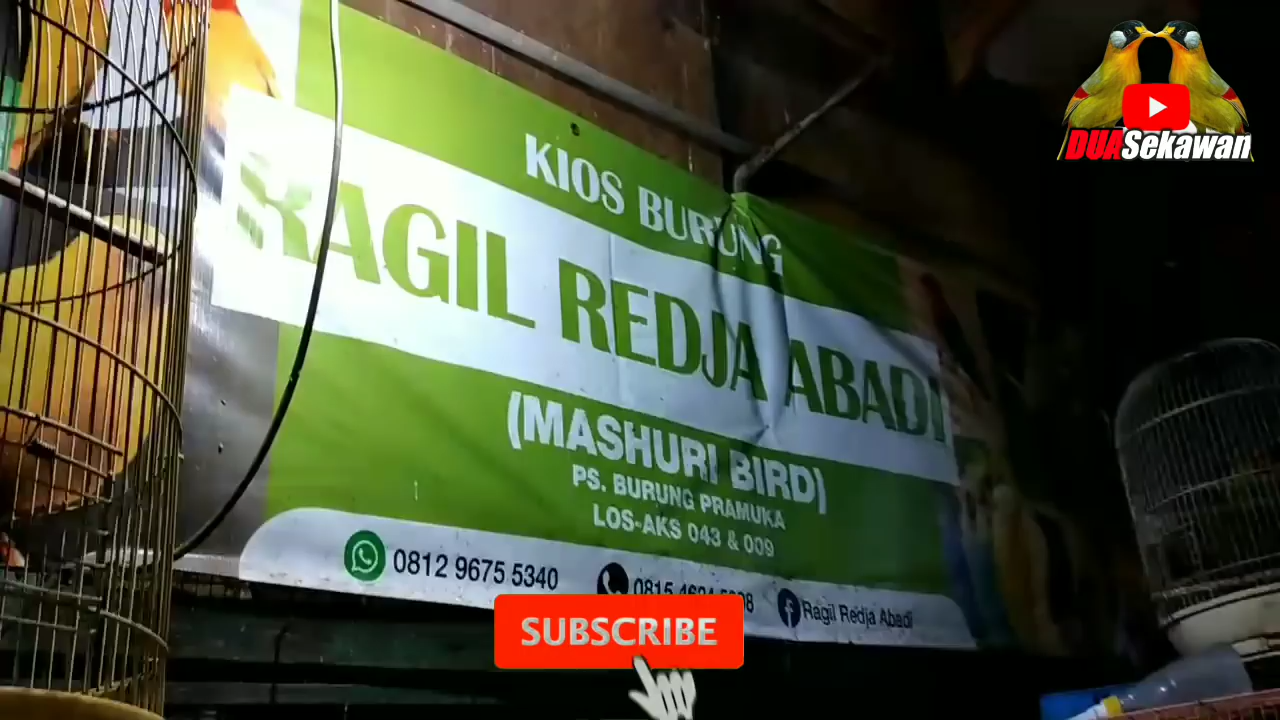 DUASekawan
KIOS BURUNG
RAGIL REDJA ABADI
(MASHURI BIRD)
PS. BURUNG PRAMUKA
LOS-AKS 043 & 009
0812 9675 5340
0815
Ragil Redja Abadi
SUBSCRIBE